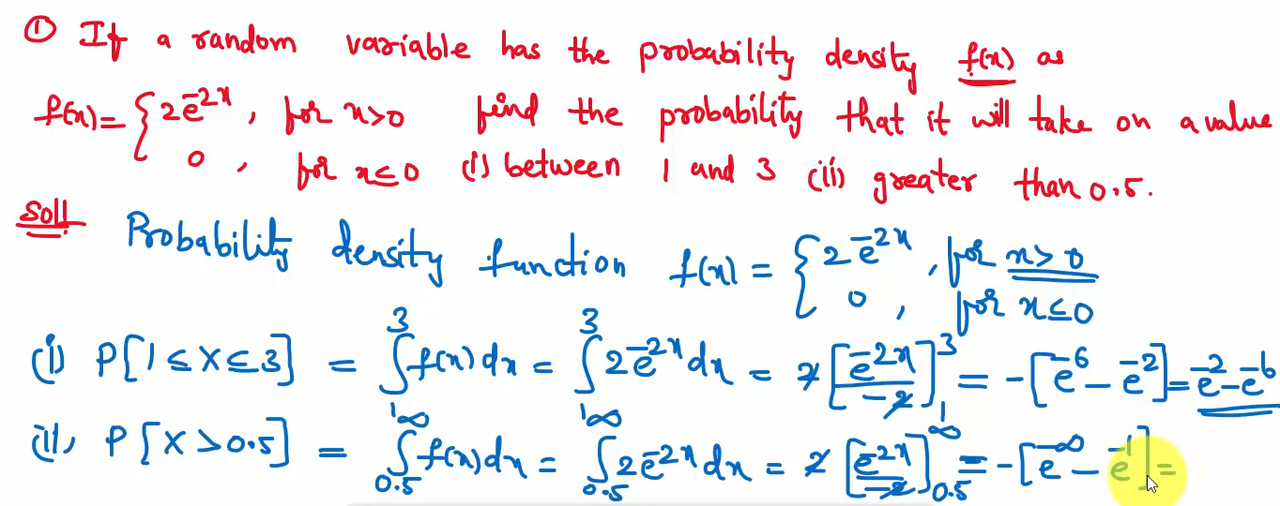 ① If a random variable has the probability density f(x) as
f(x) = { 2e^{-2x}, for x>0 find the probability that it will take on a value
0, for x≤0 (i) between 1 and 3 (ii) greater than 0.5.
Soll Probability density function f(x) = { 2e^{-2x}, for x>0
0, for x≤0
(i) P[1≤X≤3] = ∫_1^3 f(x)dx = ∫_1^3 2e^{-2x}dx = 2[e^{-2x}/-2]_1^3 = -[e^{-6} - e^{-2}] = e^{-2} - e^{-6}
(ii) P[X>0.5] = ∫_{0.5}^∞ f(x)dx = ∫_{0.5}^∞ 2e^{-2x}dx = 2[e^{-2x}/-2]_{0.5}^∞ = -[e^{-∞} - e^{-1}] =